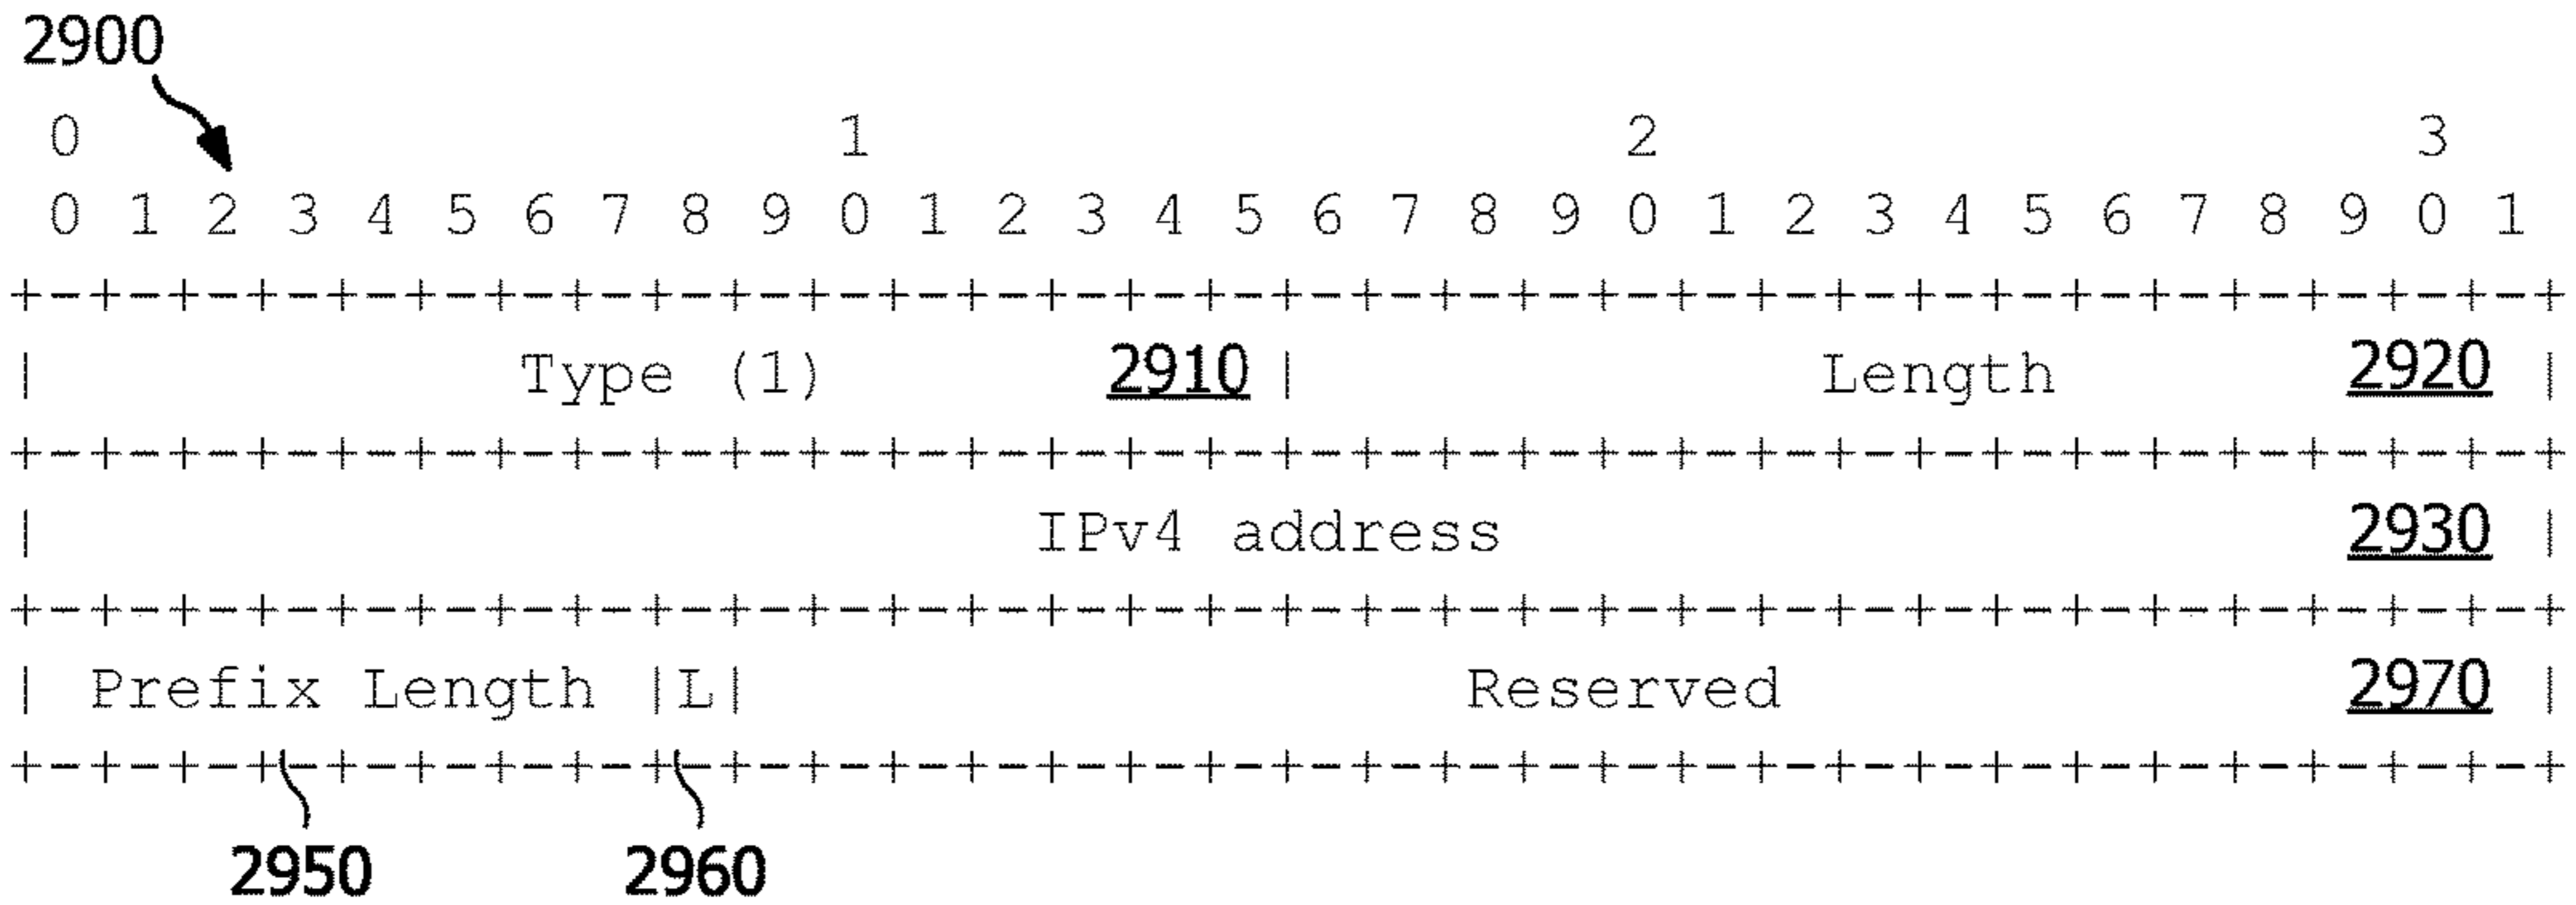 2900
0 1 2 3
0 1 2 3 4 5 6 7 8 9 0 1 2 3 4 5 6 7 8 9 0 1 2 3 4 5 6 7 8 9 0 1
+-+-+-+-+-+-+-+-+-+-+-+-+-+-+-+-+-+-+-+-+-+-+-+-+-+-+-+-+-+-+-+-+
| Type (1) 2910 | Length 2920 |
+-+-+-+-+-+-+-+-+-+-+-+-+-+-+-+-+-+-+-+-+-+-+-+-+-+-+-+-+-+-+-+-+
| IPv4 address 2930 |
+-+-+-+-+-+-+-+-+-+-+-+-+-+-+-+-+-+-+-+-+-+-+-+-+-+-+-+-+-+-+-+-+
| Prefix Length |L| Reserved 2970 |
+-+-+-+-+-+-+-+-+-+-+-+-+-+-+-+-+-+-+-+-+-+-+-+-+-+-+-+-+-+-+-+-+
2950 2960